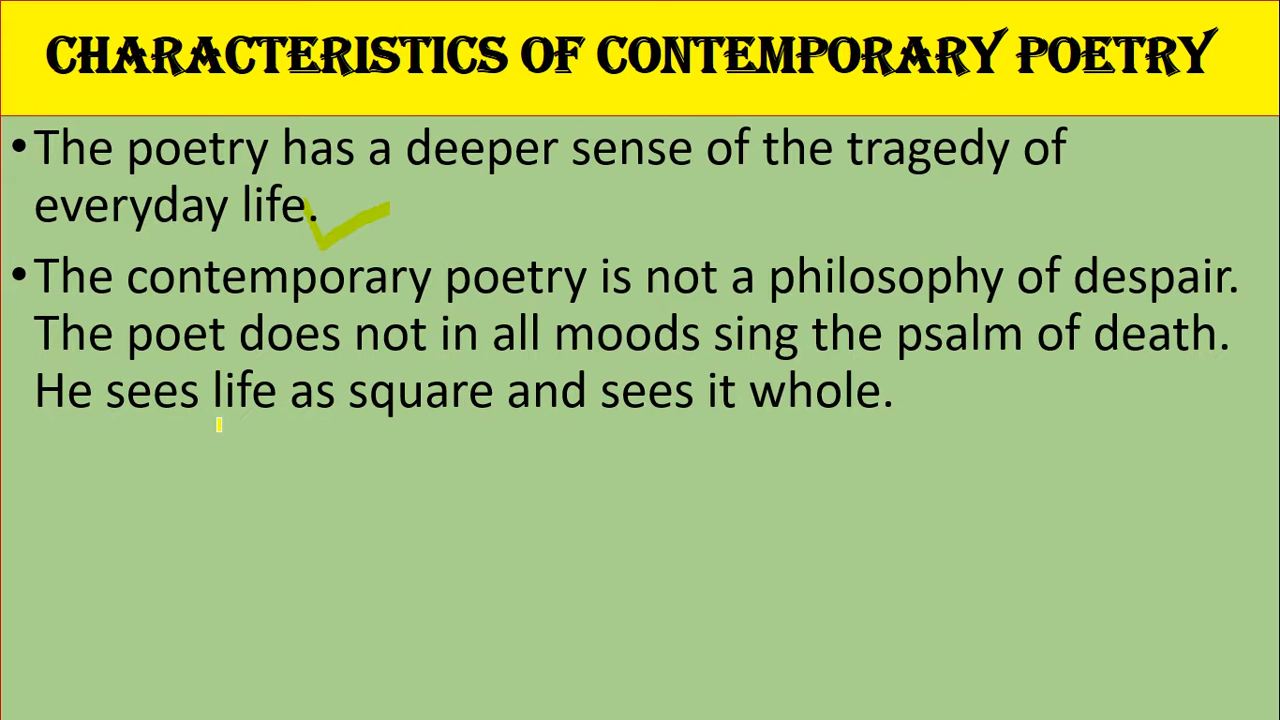 CHARACTERISTICS OF CONTEMPORARY POETRY
•The poetry has a deeper sense of the tragedy of
everyday life.
•The contemporary poetry is not a philosophy of despair.
The poet does not in all moods sing the psalm of death.
He sees life as square and sees it whole.